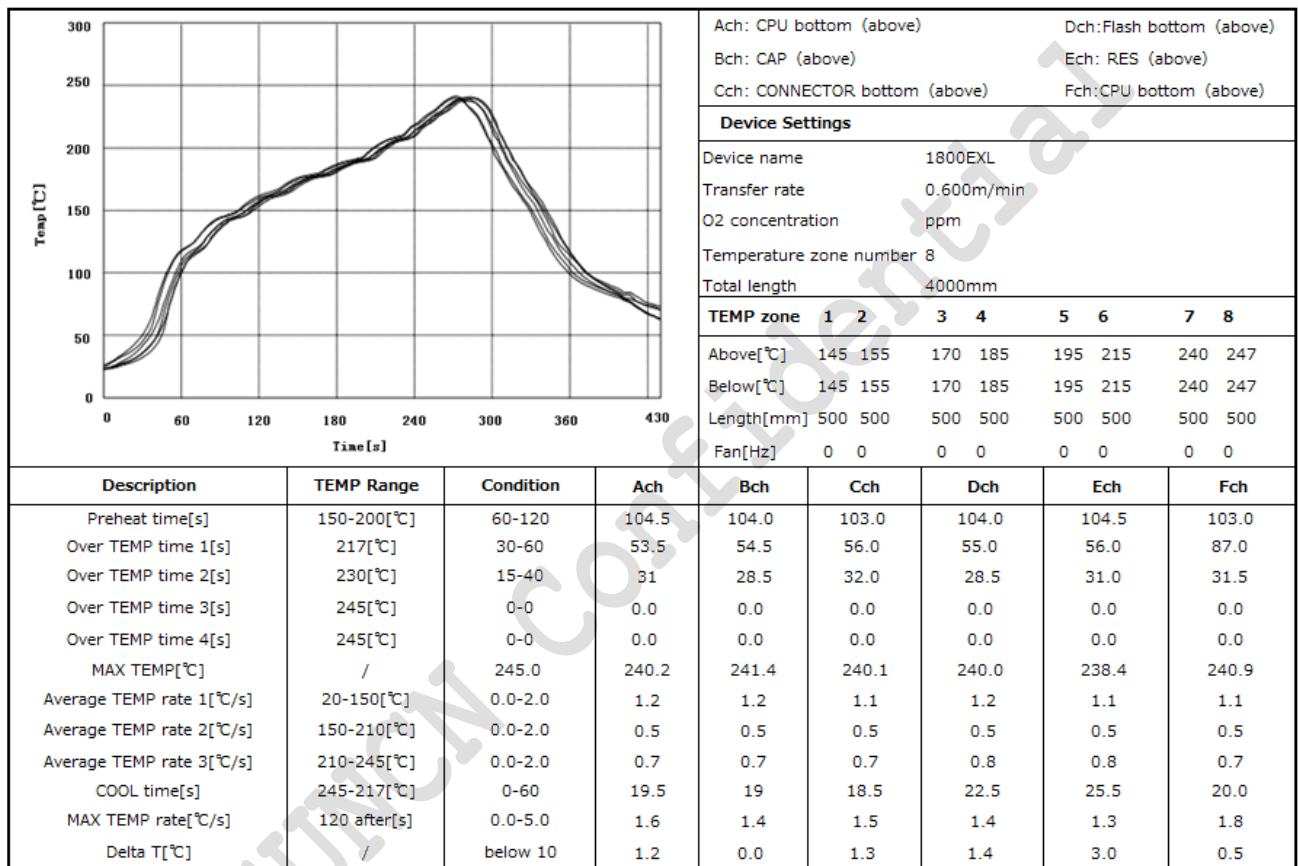 300
250
200
150
100
50
0
Temp[℃]
0 60 120 180 240 300 360 430
Time[s]
Ach: CPU bottom (above) Dch:Flash bottom (above)
Bch: CAP (above) Ech: RES (above)
Cch: CONNECTOR bottom (above) Fch:CPU bottom (above)
Device Settings
Device name 1800EXL
Transfer rate 0.600m/min
O2 concentration ppm
Temperature zone number 8
Total length 4000mm
TEMP zone 1 2 3 4 5 6 7 8
Above[℃] 145 155 170 185 195 215 240 247
Below[℃] 145 155 170 185 195 215 240 247
Length[mm] 500 500 500 500 500 500 500 500
Fan[Hz] 0 0 0 0 0 0 0 0
Description TEMP Range Condition Ach Bch Cch Dch Ech Fch
Preheat time[s] 150-200[℃] 60-120 104.5 104.0 103.0 104.0 104.5 103.0
Over TEMP time 1[s] 217[℃] 30-60 53.5 54.5 56.0 55.0 56.0 87.0
Over TEMP time 2[s] 230[℃] 15-40 31 28.5 32.0 28.5 31.0 31.5
Over TEMP time 3[s] 245[℃] 0-0 0.0 0.0 0.0 0.0 0.0 0.0
Over TEMP time 4[s] 245[℃] 0-0 0.0 0.0 0.0 0.0 0.0 0.0
MAX TEMP[℃] / 245.0 240.2 241.4 240.1 240.0 238.4 240.9
Average TEMP rate 1[℃/s] 20-150[℃] 0.0-2.0 1.2 1.2 1.1 1.2 1.1 1.1
Average TEMP rate 2[℃/s] 150-210[℃] 0.0-2.0 0.5 0.5 0.5 0.5 0.5 0.5
Average TEMP rate 3[℃/s] 210-245[℃] 0.0-2.0 0.7 0.7 0.7 0.8 0.8 0.7
COOL time[s] 245-217[℃] 0-60 19.5 19 18.5 22.5 25.5 20.0
MAX TEMP rate[℃/s] 120 after[s] 0.0-5.0 1.6 1.4 1.5 1.4 1.3 1.8
Delta T[℃] / below 10 1.2 0.0 1.3 1.4 3.0 0.5
Confidential